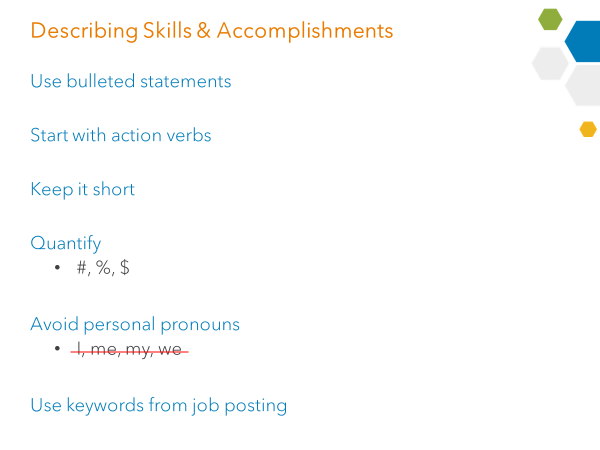 Describing Skills & Accomplishments
Use bulleted statements
Start with action verbs
Keep it short
Quantify
• #, %, $
Avoid personal pronouns
• I, me, my, we
Use keywords from job posting